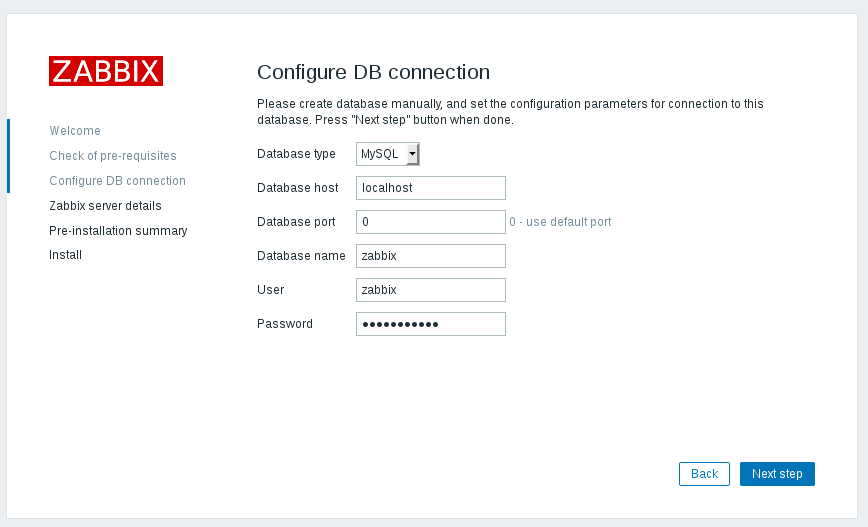 ZABBIX
Welcome
Check of pre-requisites
Configure DB connection
Zabbix server details
Pre-installation summary
Install
Configure DB connection
Please create database manually, and set the configuration parameters for connection to this
database. Press "Next step" button when done.
Database type MySQL
Database host localhost
Database port 0 0 - use default port
Database name zabbix
User zabbix
Password •••••••••••
Back Next step